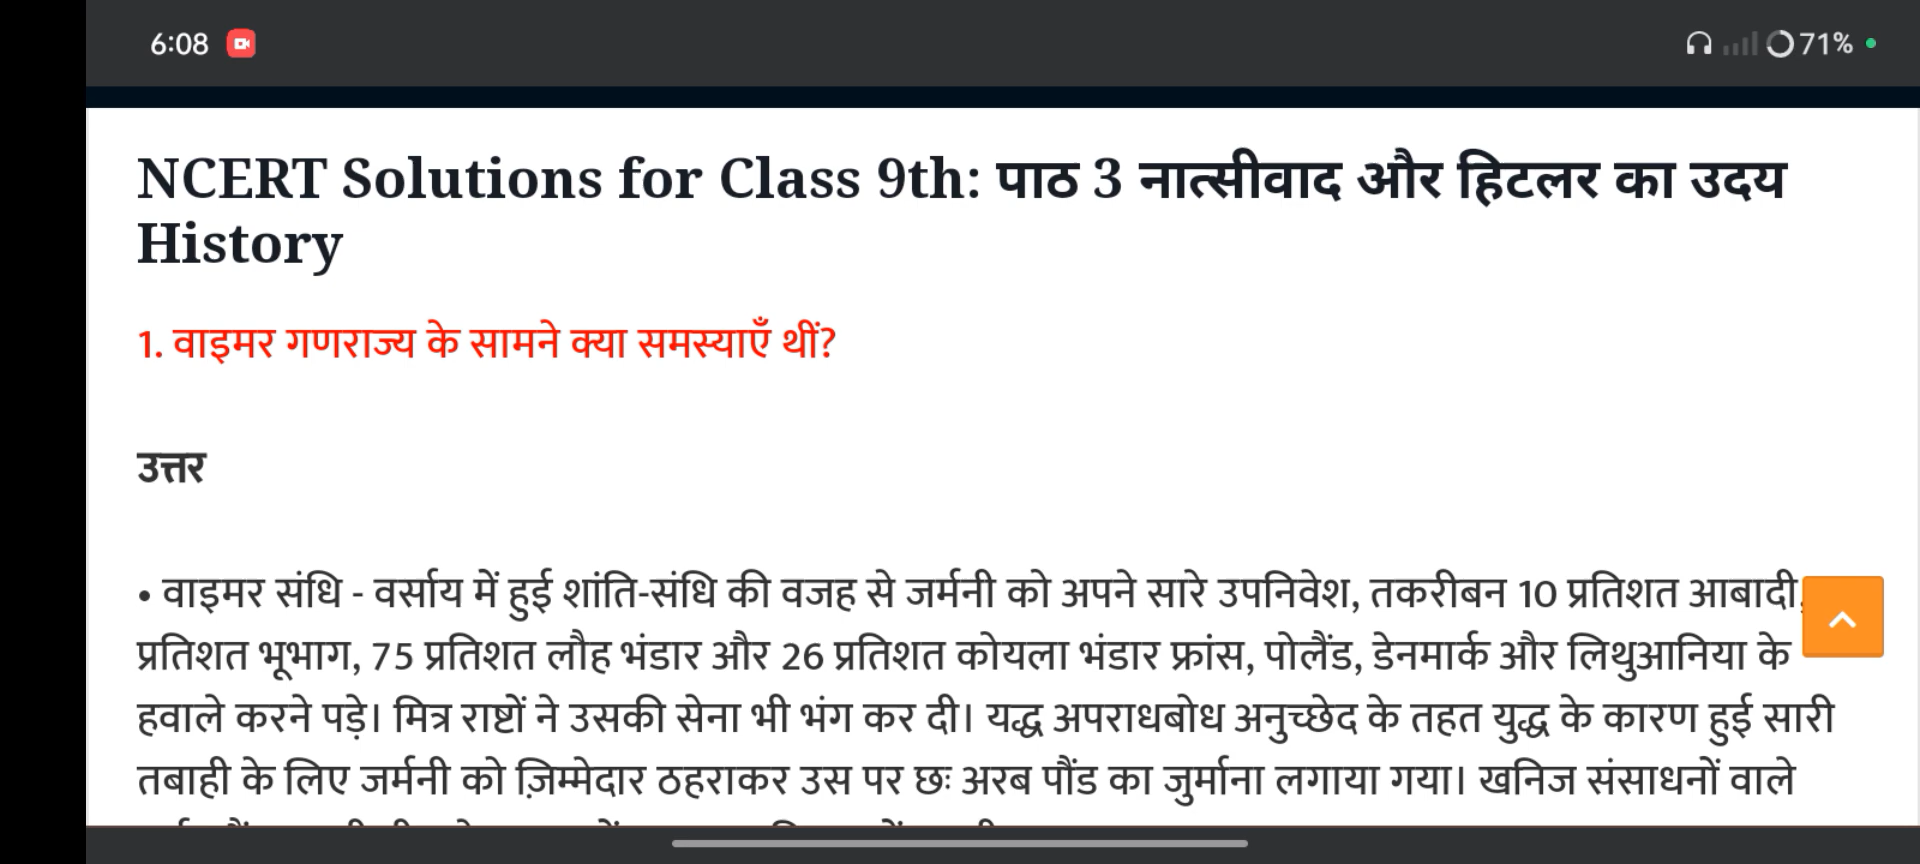 6:08
71%
NCERT Solutions for Class 9th: पाठ 3 नात्सीवाद और हिटलर का उदय
History
1. वाइमर गणराज्य के सामने क्या समस्याएँ थीं?
उत्तर
• वाइमर संधि - वर्साय में हुई शांति-संधि की वजह से जर्मनी को अपने सारे उपनिवेश, तकरीबन 10 प्रतिशत आबादी,
प्रतिशत भूभाग, 75 प्रतिशत लौह भंडार और 26 प्रतिशत कोयला भंडार फ्रांस, पोलैंड, डेनमार्क और लिथुआनिया के
हवाले करने पड़े। मित्र राष्टों ने उसकी सेना भी भंग कर दी। यद्ध अपराधबोध अनुच्छेद के तहत युद्ध के कारण हुई सारी
तबाही के लिए जर्मनी को ज़िम्मेदार ठहराकर उस पर छः अरब पौंड का जुर्माना लगाया गया। खनिज संसाधनों वाले